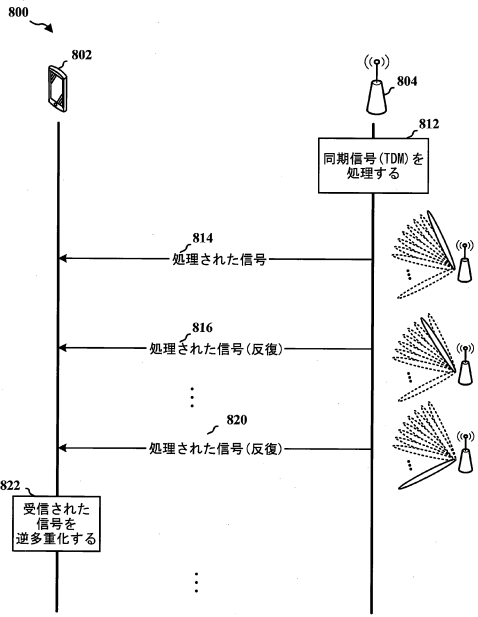 800
802
804
812
同期信号(TDM)を
処理する
814
処理された信号
816
処理された信号(反復)
820
処理された信号(反復)
822
受信された
信号を
逆多重化する